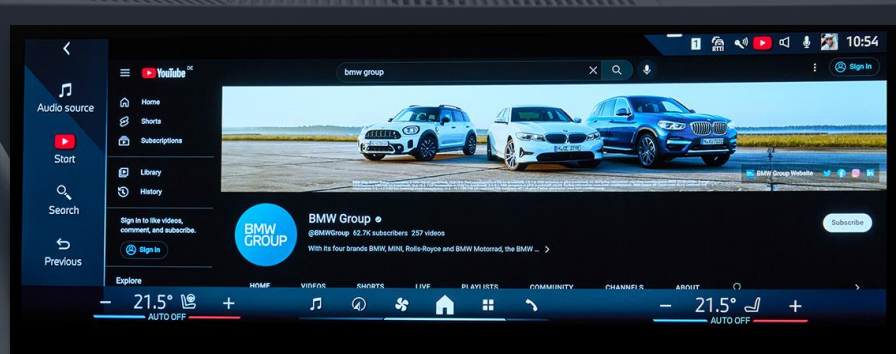 1 RTTI 10:54
Audio source
Start
Search
Previous
YouTube DE
bmw group
Sign in
Home
Shorts
Subscriptions
Library
History
Sign in to like videos,
comment, and subscribe.
Sign in
Explore
BMW Group Website
BMW
GROUP
BMW Group
@BMWGroup 62.7K subscribers 257 videos
With its four brands BMW, MINI, Rolls-Royce and BMW Motorrad, the BMW ...
Subscribe
HOME VIDEOS SHORTS LIVE PLAYLISTS COMMUNITY CHANNELS ABOUT
- 21.5° +
AUTO OFF
- 21.5° +
AUTO OFF